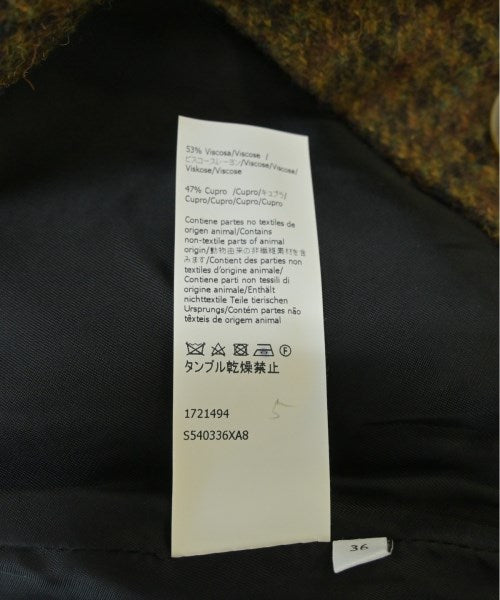 53% Viscosa/Viscose /
ビスコースレーヨン/Viscose/Viscose/
Viskose/Viscose
47% Cupro /Cupro/キュプラ/
Cupro/Cupro/Cupro/Cupro
Contiene partes no textiles de
origen animal/Contains
non-textile parts of animal
origin/動物由来の非繊維素材を含
みます/Contient des parties non
textiles d'origine animale/
Contiene parti non tessili di
origine animale/Enthält
nichttextile Teile tierischen
Ursprungs/Contém partes não
têxteis de origem animal
F
タンブル乾燥禁止
1721494 5
S540336XA8
36